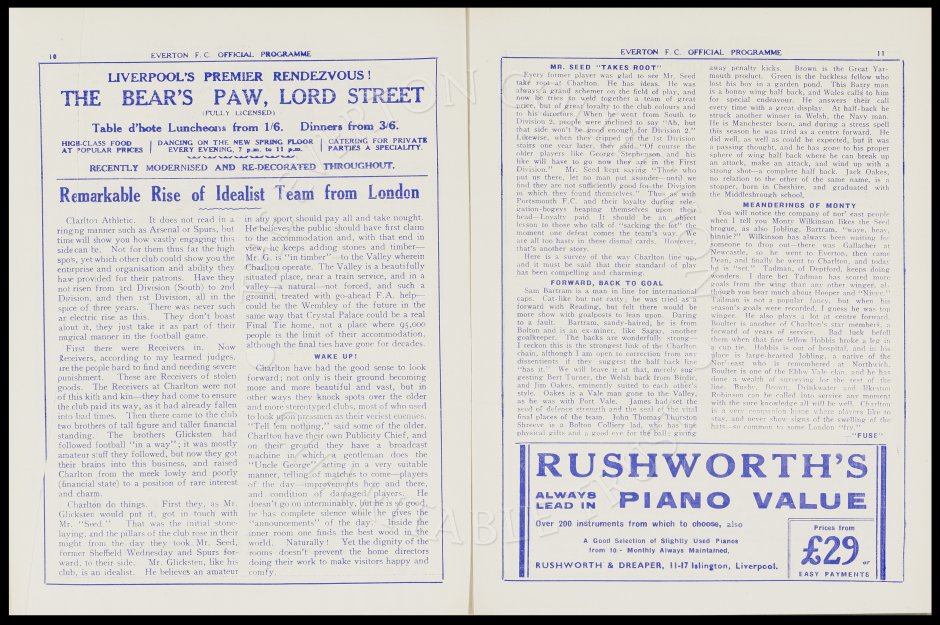 10
EVERTON F. C. OFFICIAL PROGRAMME
LIVERPOOL'S PREMIER RENDEZVOUS!
THE BEAR'S PAW, LORD STREET
(FULLY LICENSED)
Table d'hote Luncheons from 1/6. Dinners from 3/6.
HIGH-CLASS FOOD
AT POPULAR PRICES
DANCING ON THE NEW SPRING FLOOR
EVERY EVENING, 7 p.m. to 11 p.m.
CATERING FOR PRIVATE
PARTIES A SPECIALITY.
RECENTLY MODERNISED AND RE-DECORATED THROUGHOUT.
Remarkable Rise of Idealist Team from London
Clarlton Athletic. It does not read in a
ringing manner such as Arsenal or Spurs, but
time will show you how vastly engaging this
side can be. Not for them thus far the high
spots, yet which other club could show you the
enterprise and organisation and ability they
have provided for their patrons. Have they
not risen from 3rd Division (South) to 2nd
Division, and then 1st Division, all in the
space of three years. There was never such
an electric rise as this. They don't boast
about it, they just take it as part of their
magical manner in the football game.
First there were Receivers in. Now
Receivers, according to my learned judges,
are the people hard to find and needing severe
punishment. These are Receivers of stolen
goods. The Receivers at Charlton were not
of this kith and kin—they had come to ensure
the club paid its way, as it had already fallen
into bad times. Then there came to the club
two brothers of tall figure and taller financial
standing. The brothers Glicksten had
followed football "in a way"; it was mostly
amateur stuff they followed, but now they got
their brains into this business, and raised
Charlton from the meek lowly and poorly
(financial state) to a position of rare interest
and charm.
Charlton do things. First they, as Mr.
Glicksten would put it, got in touch with
Mr. "Seed." That was the initial stone-
laying, and the pillars of the club rose in their
might from the day they took Mr. Seed,
former Sheffield Wednesday and Spurs for-
ward, to their side. Mr. Glicksten, like his
club, is an idealist. He believes an amateur
in any sport should pay all and take nought.
He believes the public should have first claim
to the accommodation and, with that end in
view, he keeps adding stones and timber—
Mr. G. is "in timber"—to the Valley wherein
Charlton operate. The Valley is a beautifully
situated place, near a train service, and in a
valley—a natural not forced, and such a
ground, treated with go-ahead F.A. help—
could be the Wembley of the future in the
same way that Crystal Palace could be a real
Final Tie home, not a place where 95,000
people is the limit of their accommodation,
although the final ties have gone for decades.
WAKE UP!
Charlton have had the good sense to look
forward; not only is their ground becoming
more and more beautiful and vast, but in
other ways they knock spots over the older
and more stereotyped clubs, most of who used
to look upon pressmen as their veriest enemies.
"Tell 'em nothing," said some of the older.
Charlton have their own Publicity Chief, and
on their ground they have a broadcast
machine in which a gentleman does the
"Uncle George" acting in a very suitable
manner, telling of matches to come—players
of the day—improvements here and there,
and condition of damaged players. He
doesn't go on interminably, but he is so good
he has complete silence while he gives the
"announcements" of the day. Inside the
inner room one finds the best wood in the
world. Naturally! Yet the dignity of the
rooms doesn't prevent the home directors
doing their work to make visitors happy and
comfy.
EVERTON F. C. OFFICIAL PROGRAMME
11
MR. SEED "TAKES ROOT"
Every former player was glad to see Mr. Seed
take root at Charlton. He has ideas. He was
always a grand schemer on the field of play, and
now he tries to weld together a team of great
price, but of great loyalty to the club colours and
to his directors. When he went from South to
Division 2, people were inclined to say "Ah, but
that side won't be good enough for Division 2."
Likewise, when they draped the 1st Division
stairs one year later, they said "Of course the
older players like George Stephenson and his
like will have to go now they are in the First
Division." Mr. Seed kept saying "Those who
put us there, let no man put asunder—until we
find they are not sufficiently good for the Division
in which they found themselves." Thus as with
Portsmouth F.C. and their loyalty during rele-
gation-bogeys heaping themselves upon their
head—Loyalty paid. It should be an object
lesson to those who talk of "sacking the lot" the
moment one defeat comes the team's way. We
are all too hasty in these dismal cards. However,
that's another story.
Here is a survey of the way Charlton line up,
and it must be said that their standard of play
has been compelling and charming.
FORWARD, BACK TO GOAL
Sam Bartram is a man in line for international
caps. Cat-like but not catty; he was tried as a
forward with Reading, but felt there would be
more show with goalposts to lean upon. Daring
to a fault. Bartram, sandy-haired, is from
Bolton and is an ex-miner, like Sagar, another
goalkeeper. The backs are wonderfully strong—
I reckon this is the strongest link of the Charlton
chain, although I am open to correction from any
dissentients if they suggest the half back line
"has it." We will leave it at that, merely sug-
gesting Bert Turner, the Welsh back from Birdir,
and Jim Oakes, eminently suited to each other's
style. Oakes is a Vale man gone to the Valley,
as he was with Port Vale. James had set the
seed of defence strength and the seal of the vital
final places of the team. John Thomas Thurston
Shreeve is a Bolton Colliery lad, who has fine
physical gifts and a good eye for the ball; giving
away penalty kicks. Brown is the Great Yar-
mouth product. Green is the luckless fellow who
lost his boy in a garden pond. This Barry man
is a bonny wing half back, and Wales calls to him
for special endeavour. He answers their call
every time with a great display. At half-back he
struck another winner in Welsh, the Navy man.
He is Manchester born, and during a stress spell
this season he was tried as a centre forward. He
did well, as well as could be expected, but it was
a passing thought, and he has gone to his proper
sphere of wing half back where he can break up
an attack, make an attack, and wind up with a
strong shot—a complete half back. Jack Oakes,
no relation to the other of the same name, is a
stopper, born in Cheshire, and graduated with
the Middlesbrough school.
MEANDERINGS OF MONTY
You will notice the company of nor' east people
when I tell you Monty Wilkinson likes the Seed
brogue, as also Jobling, Bartram, "waye, heay,
hinnie?" Wilkinson has always been waiting for
someone to drop out—there was Gallacher at
Newcastle, so he went to Everton, then came
Dean, and finally he went to Charlton, and today
he is "set." Tadman, of Deptford, keeps doing
wonders. I dare bet Tadman has scored more
goals from the wing than any other winger, al-
though you hear much about Hooper and "Nivvy."
Tadman is not a popular fancy, but when his
season's goals were recorded, I guess he was top
winger. He also plays a lot at centre forward.
Boulter is another of Charlton's star members, a
forward of years of service. Bad luck befell
them when that fine fellow Hobbis broke a leg in
a cup tie. Hobbis is out of hospital, and in his
place is large-hearted Jobling, a native of the
Nor' east who is remembered at Northwich,
Boulter is one of the Ebbw Vale clan, and he has
done a wealth of surveying for the rest of the
line. Busby, Brown, Drinkwater and Ilkeston
Robinson can be called into service any moment
with the sure knowledge all will be well. Charlton
is a very companion home where players like to
stay, and never show signs of the swelling of the
hats—so common to some London "fry."
—"FUSE"
RUSHWORTH'S
ALWAYS
LEAD IN PIANO VALUE
Over 200 instruments from which to choose, also
A Good Selection of Slightly Used Pianos
from 10/- Monthly Always Maintained.
RUSHWORTH & DREAPER, 11-17 Islington, Liverpool.
Prices from
£29 or
EASY PAYMENTS